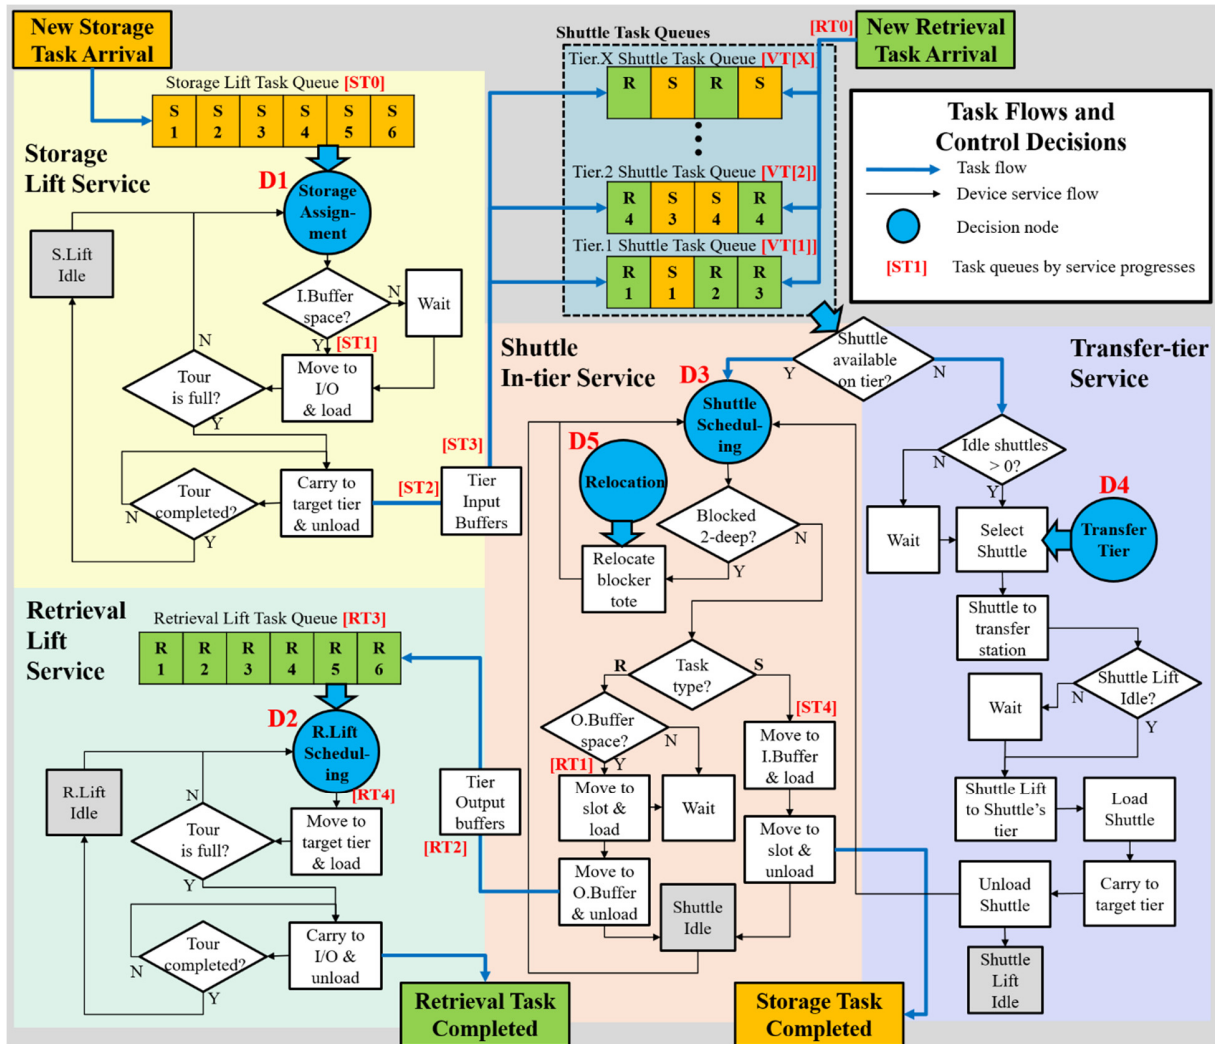 New Storage
Task Arrival
Storage Lift Task Queue [ST0]
S S S S S S
1 2 3 4 5 6
Storage
Lift Service
D1
Storage
Assign-
ment
S.Lift
Idle
I.Buffer
space?
N
Wait
Y
[ST1]
Move to
I/O
& load
N
Tour
is full?
Y
Carry to
target tier
& unload
Tour
completed?
N
Y
[ST2]
[ST3]
Tier
Input
Buffers
Shuttle Task Queues
[RT0]
New Retrieval
Task Arrival
Tier.X Shuttle Task Queue [VT[X]
R S R S
Tier.2 Shuttle Task Queue [VT[2]]
R S S R
4 3 4 4
Tier.1 Shuttle Task Queue [VT[1]]
R S R R
1 1 2 3
Task Flows and
Control Decisions
Task flow
Device service flow
Decision node
[ST1]
Task queues by service progresses
Shuttle
In-tier Service
Shuttle
available
on tier?
Y
N
D3
Shuttle
Schedul-
ing
D5
Relocation
Blocked
2-deep?
N
Y
Relocate
blocker
tote
Task
type?
R
S
O.Buffer
space?
N
[RT1]
Y
Move to
slot &
load
Wait
Move to
O.Buffer
& unload
[ST4]
Move to
I.Buffer
& load
Move to
slot &
unload
Shuttle
Idle
Transfer-tier
Service
Idle shuttles
> 0?
N
Y
D4
Transfer
Tier
Wait
Select
Shuttle
Shuttle to
transfer
station
Shuttle Lift
Idle?
N
Y
Wait
Shuttle Lift
to Shuttle's
tier
Load
Shuttle
Carry to
target tier
Unload
Shuttle
Shuttle
Lift
Idle
Retrieval
Lift
Service
Retrieval Lift Task Queue [RT3]
R R R R R R
1 2 3 4 5 6
D2
R.Lift
Schedul-
ing
[RT4]
R.Lift
Idle
N
Move to
target tier
& load
Tour
is full?
Y
Carry to
I/O &
unload
Tour
completed?
N
Y
Tier
Output
buffers
[RT2]
Retrieval Task
Completed
Storage Task
Completed